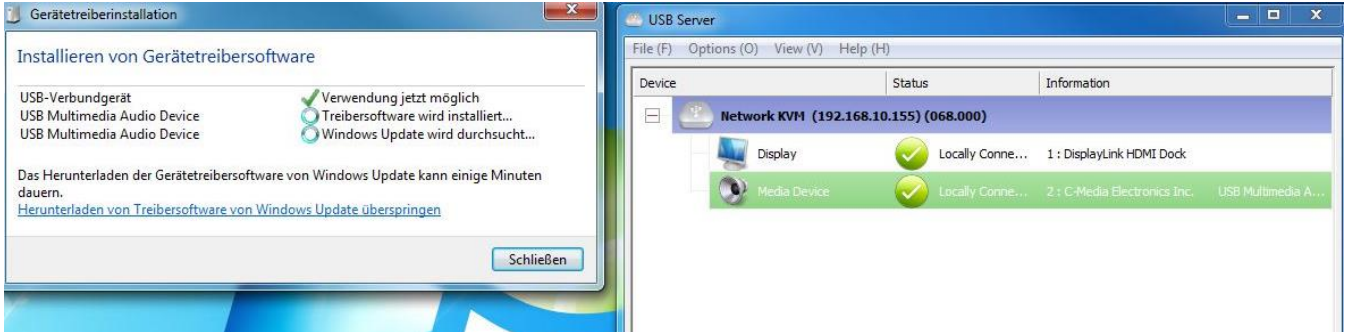 Gerätetreiberinstallation
Installieren von Gerätetreibersoftware
USB-Verbundgerät Verwendung jetzt möglich
USB Multimedia Audio Device Treibersoftware wird installiert...
USB Multimedia Audio Device Windows Update wird durchsucht...
Das Herunterladen der Gerätetreibersoftware von Windows Update kann einige Minuten
dauern.
Herunterladen von Treibersoftware von Windows Update überspringen
Schließen
USB Server
File (F) Options (O) View (V) Help (H)
Device Status Information
Network KVM (192.168.10.155) (068.000)
Display Locally Conne... 1 : DisplayLink HDMI Dock
Media Device Locally Conne... 2 : C-Media Electronics Inc. USB Multimedia A...